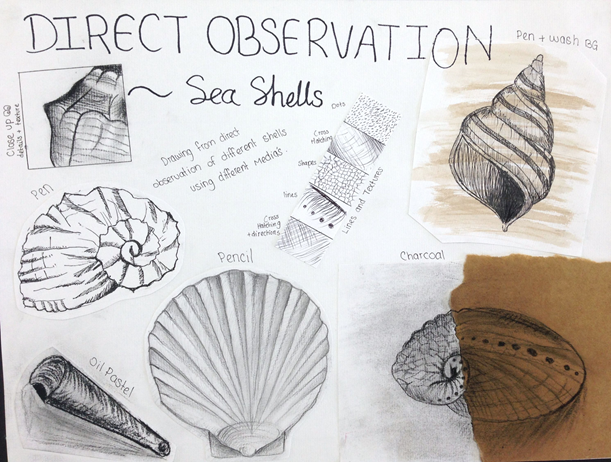 DIRECT OBSERVATION
~ Sea Shells
Pen + wash BG
Close up BG
details + texture
Drawing from direct
observation of different shells
using different Media's.
Dots
Cross
Hatching
Shapes
lines
Cross
Hatching
+ directions
Lines and Textures
Pen
Pencil
Charcoal
Oil Pastel